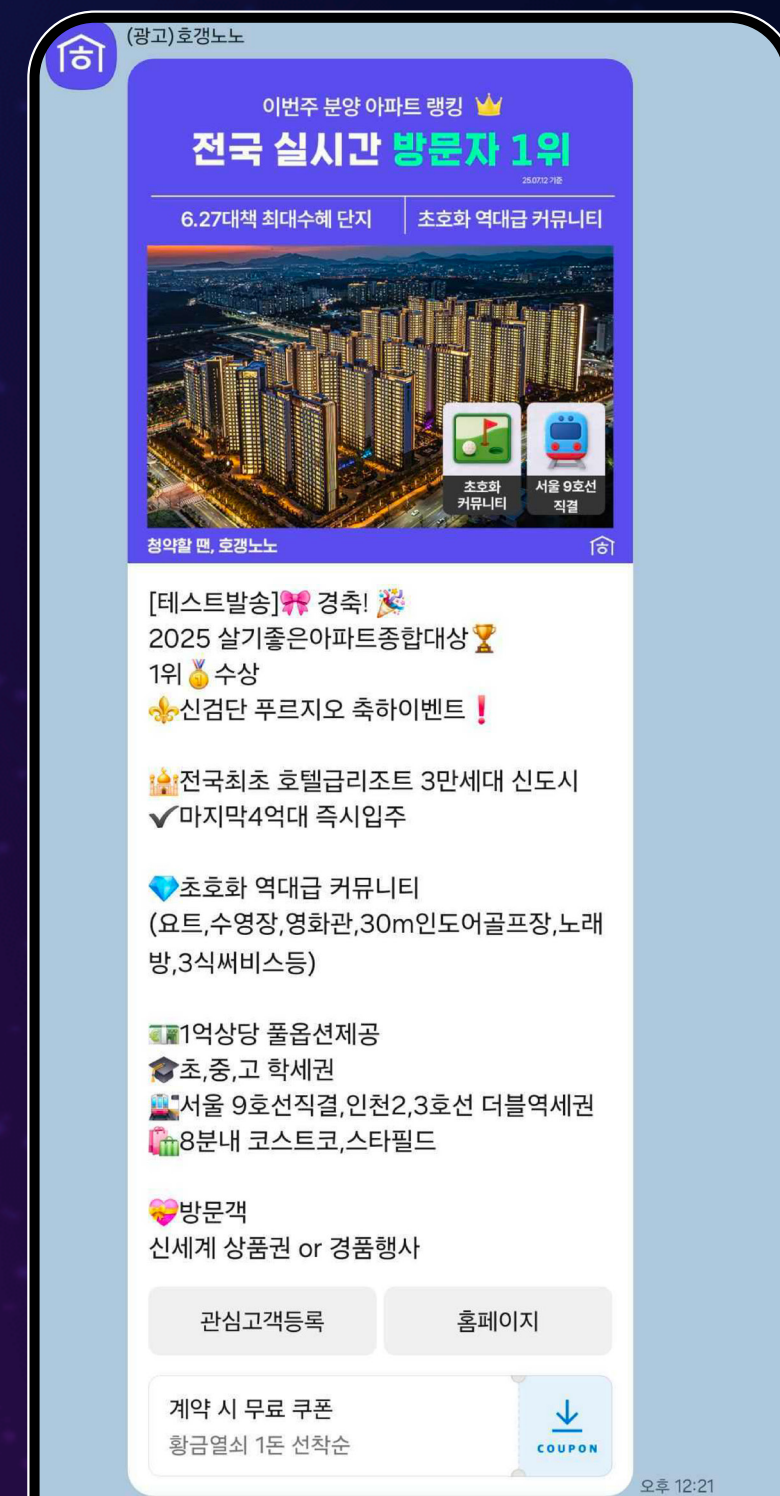 (광고)호갱노노
이번주 분양 아파트 랭킹 👑
전국 실시간 방문자 1위
25.07.12 기준
6.27대책 최대수혜 단지
초호화 역대급 커뮤니티
초호화
커뮤니티
서울 9호선
직결
청약할 땐, 호갱노노
[테스트발송]🎀 경축! 🎉
2025 살기좋은아파트종합대상🏆
1위🥇수상
⚜️신검단 푸르지오 축하이벤트❗
🕌전국최초 호텔급리조트 3만세대 신도시
✔마지막4억대 즉시입주
💎초호화 역대급 커뮤니티
(요트,수영장,영화관,30m인도어골프장,노래
방,3식써비스등)
💵1억상당 풀옵션제공
🎓초,중,고 학세권
🚉서울 9호선직결,인천2,3호선 더블역세권
🛍️8분내 코스트코,스타필드
💝방문객
신세계 상품권 or 경품행사
관심고객등록
홈페이지
계약 시 무료 쿠폰
황금열쇠 1돈 선착순
COUPON
오후 12:21